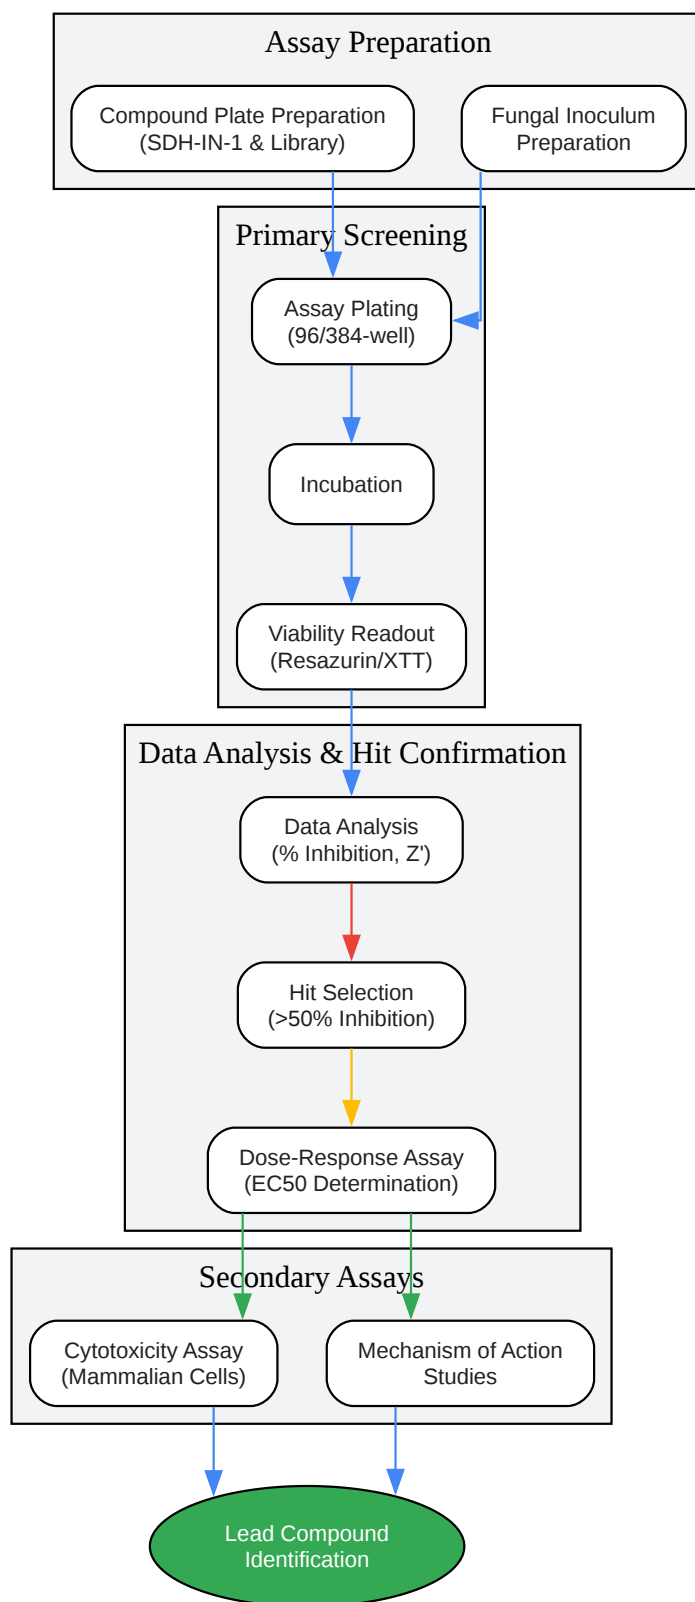 Assay Preparation
Compound Plate Preparation
(SDH-IN-1 & Library)
Fungal Inoculum
Preparation
Primary Screening
Assay Plating
(96/384-well)
Incubation
Viability Readout
(Resazurin/XTT)
Data Analysis & Hit Confirmation
Data Analysis
(% Inhibition, Z')
Hit Selection
(>50% Inhibition)
Dose-Response Assay
(EC50 Determination)
Secondary Assays
Cytotoxicity Assay
(Mammalian Cells)
Mechanism of Action
Studies
Lead Compound
Identification